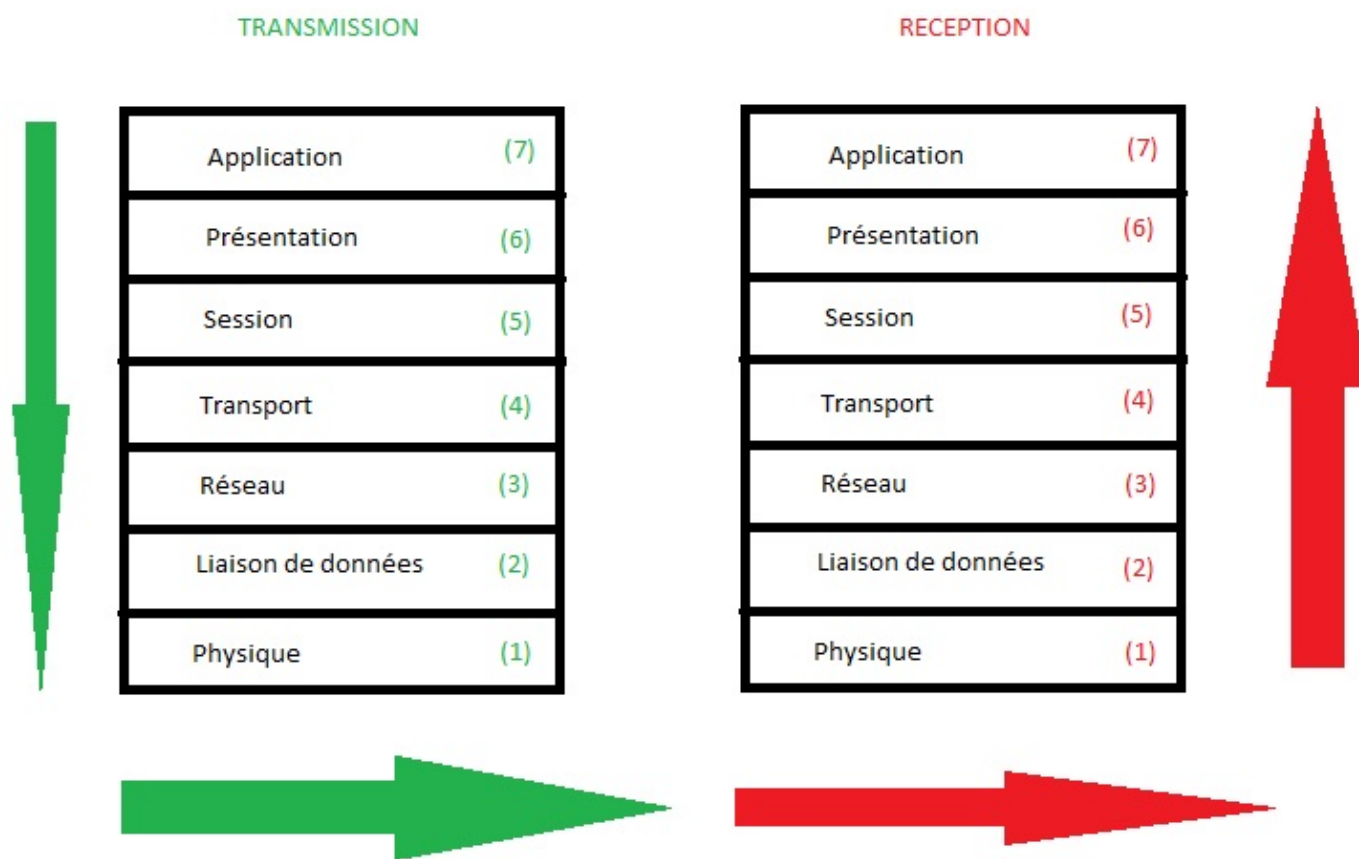 TRANSMISSION
Application (7)
Présentation (6)
Session (5)
Transport (4)
Réseau (3)
Liaison de données (2)
Physique (1)
RECEPTION
Application (7)
Présentation (6)
Session (5)
Transport (4)
Réseau (3)
Liaison de données (2)
Physique (1)